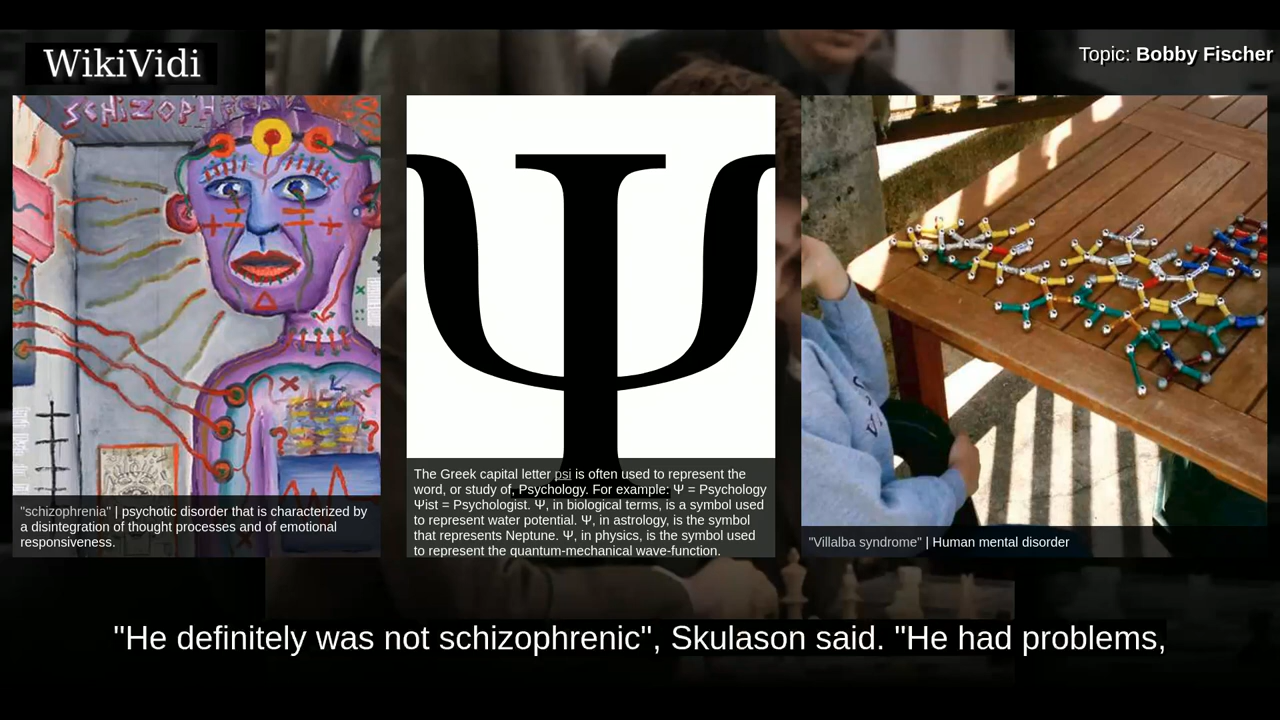 WikiVidi
Topic: Bobby Fischer
SCHIZOPH
"schizophrenia" | psychotic disorder that is characterized by
a disintegration of thought processes and of emotional
responsiveness.
The Greek capital letter psi is often used to represent the
word, or study of, Psychology. For example: Ψ = Psychology
Ψist = Psychologist. Ψ, in biological terms, is a symbol used
to represent water potential. Ψ, in astrology, is the symbol
that represents Neptune. Ψ, in physics, is the symbol used
to represent the quantum-mechanical wave-function.
"Villalba syndrome" | Human mental disorder
"He definitely was not schizophrenic", Skulason said. "He had problems,